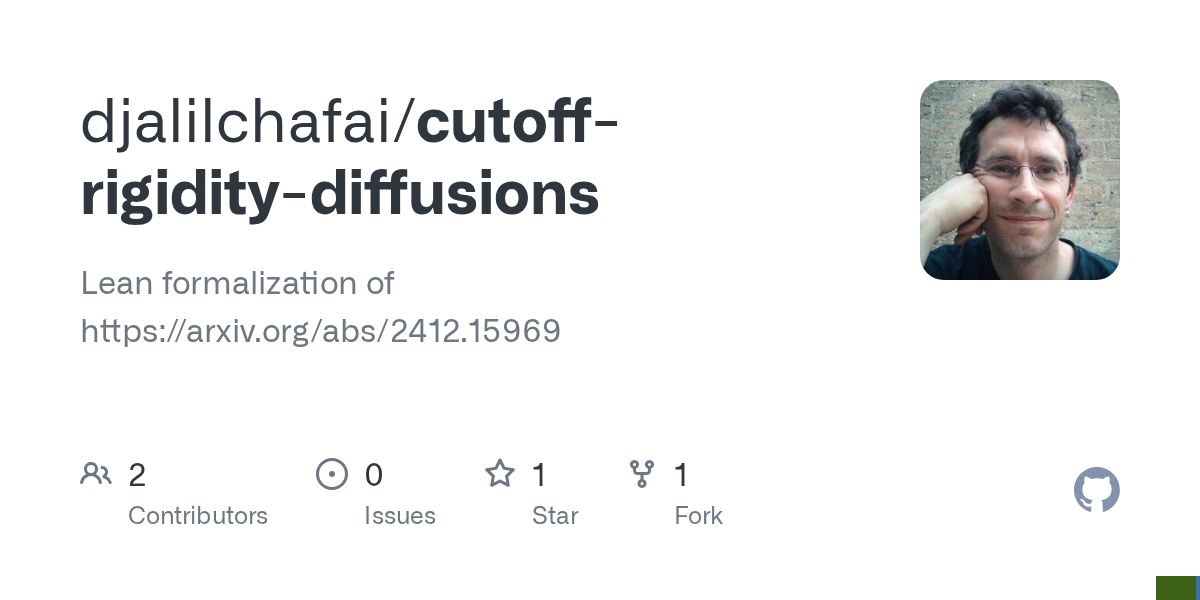 djalilchafai/cutoff-
rigidity-diffusions
Lean formalization of
https://arxiv.org/abs/2412.15969
2 0 1 1
Contributors Issues Star Fork